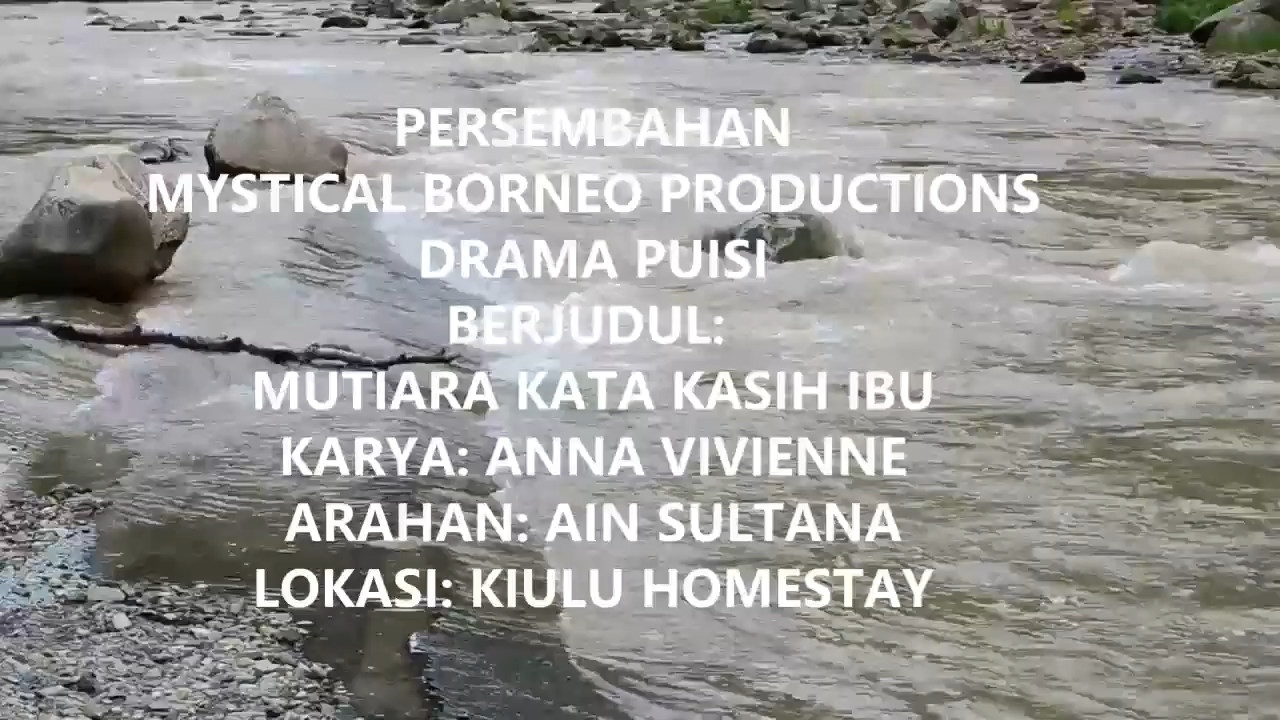 PERSEMBAHAN
MYSTICAL BORNEO PRODUCTIONS
DRAMA PUISI
BERJUDUL:
MUTIARA KATA KASIH IBU
KARYA: ANNA VIVIENNE
ARAHAN: AIN SULTANA
LOKASI: KIULU HOMESTAY